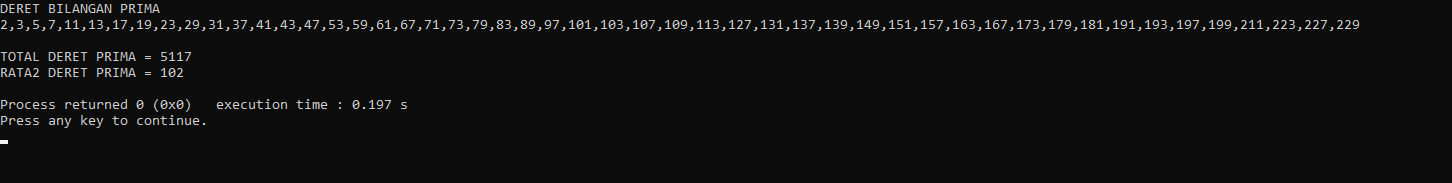 DERET BILANGAN PRIMA
2,3,5,7,11,13,17,19,23,29,31,37,41,43,47,53,59,61,67,71,73,79,83,89,97,101,103,107,109,113,127,131,137,139,149,151,157,163,167,173,179,181,191,193,197,199,211,223,227,229
TOTAL DERET PRIMA = 5117
RATA2 DERET PRIMA = 102
Process returned 0 (0x0)   execution time : 0.197 s
Press any key to continue.